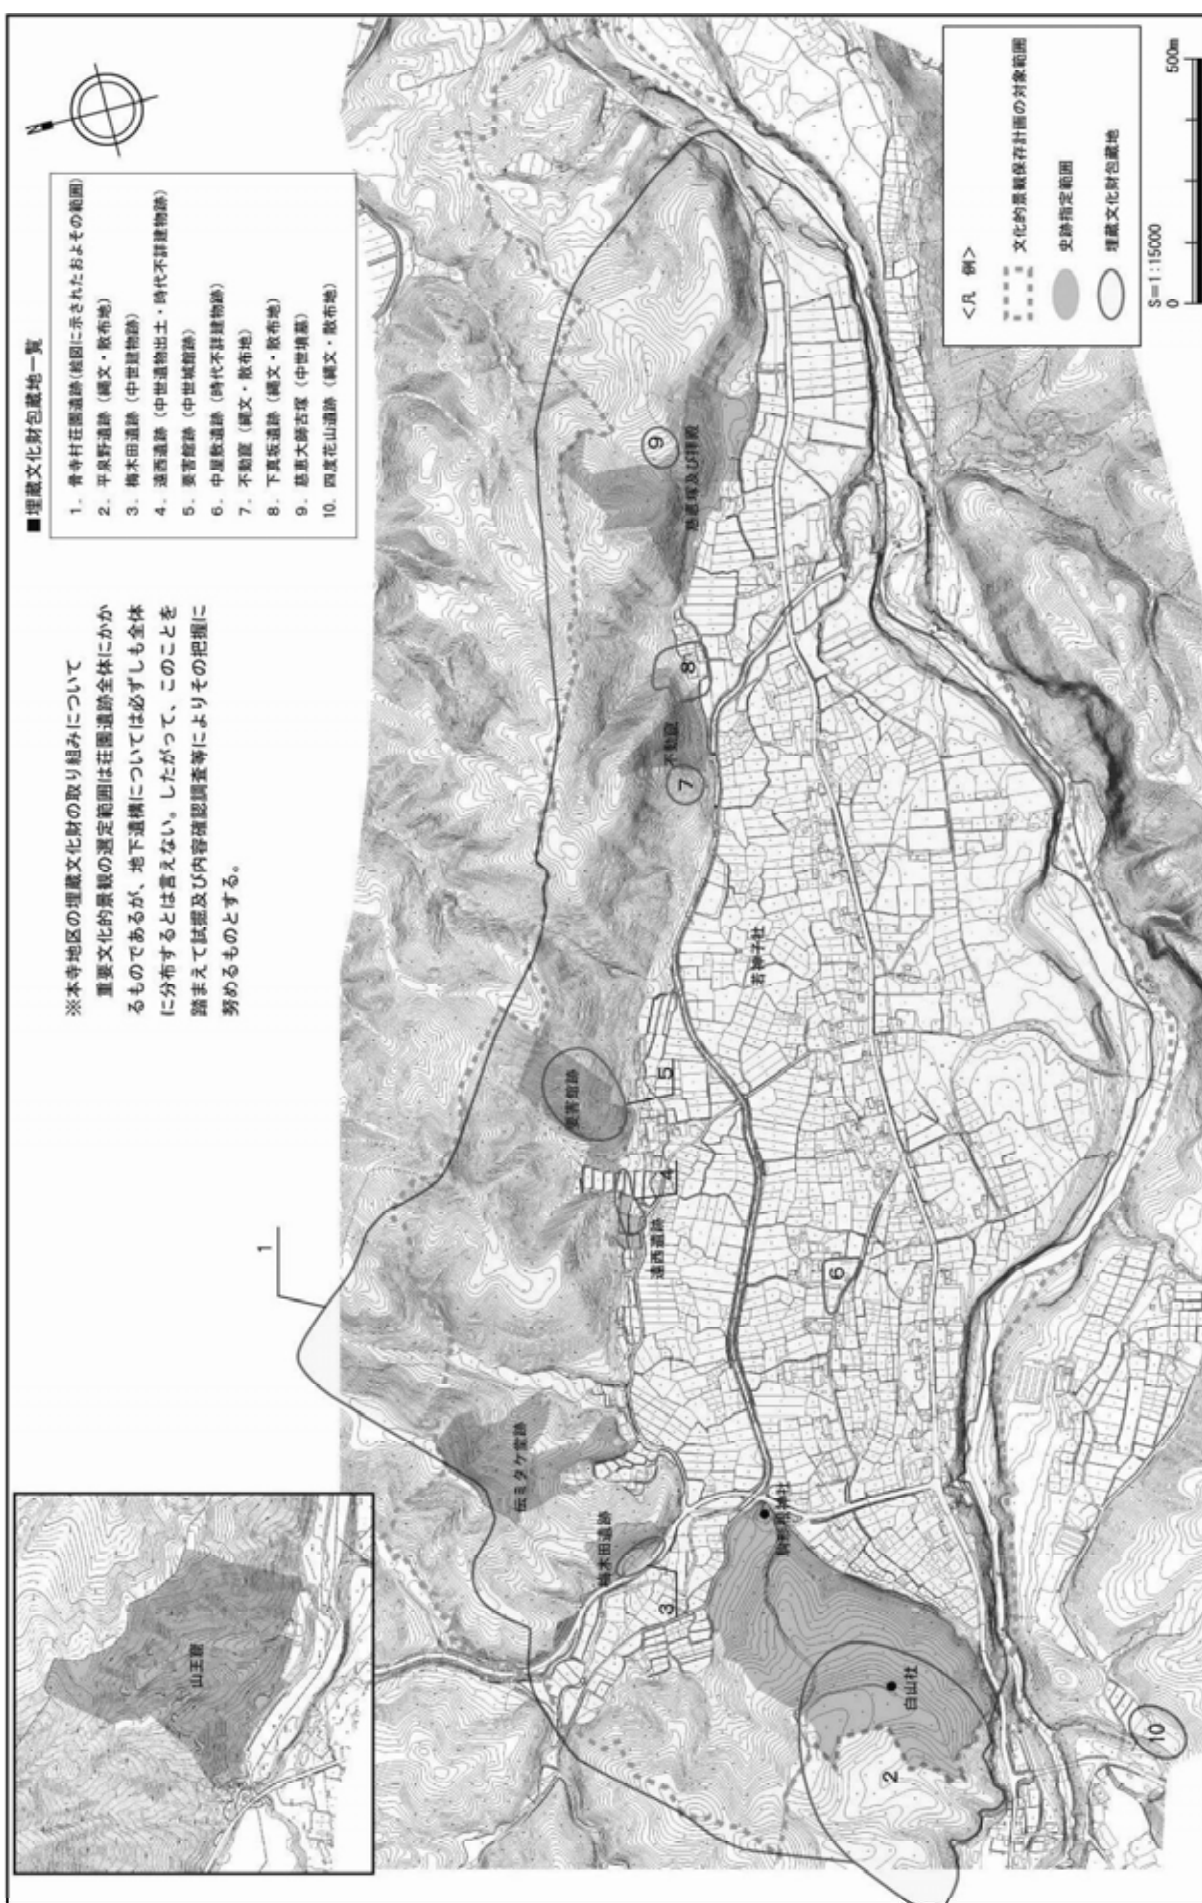 ■埋蔵文化財包蔵地一覧
1．骨寺村荘園遺跡(絵図に示されたおよその範囲)
2．平泉野遺跡（縄文・散布地）
3．梅木田遺跡（中世建物跡）
4．遠西遺跡（中世遺物出土・時代不詳建物跡）
5．要害館跡（中世城館跡）
6．中屋敷遺跡（時代不詳建物跡）
7．不動窟（縄文・散布地）
8．下真坂遺跡（縄文・散布地）
9．慈恵大師古塚（中世墳墓）
10．四度花山遺跡（縄文・散布地）
※本寺地区の埋蔵文化財の取り組みについて
重要文化的景観の選定範囲は荘園遺跡全体にかか
るものであるが、地下遺構については必ずしも全体
に分布するとは言えない。したがって、このことを
踏まえて試掘及び内容確認調査等によりその把握に
努めるものとする。
N
山王窟
1
伝ミタケ堂跡
梅木田遺跡
3
駒形根神社
白山社
2
10
遠西遺跡
4
要害館跡
5
6
若神子社
不動窟
7
8
慈恵塚及び拝殿
9
＜凡 例＞
文化的景観保存計画の対象範囲
史跡指定範囲
埋蔵文化財包蔵地
S＝1:15000
0 500m